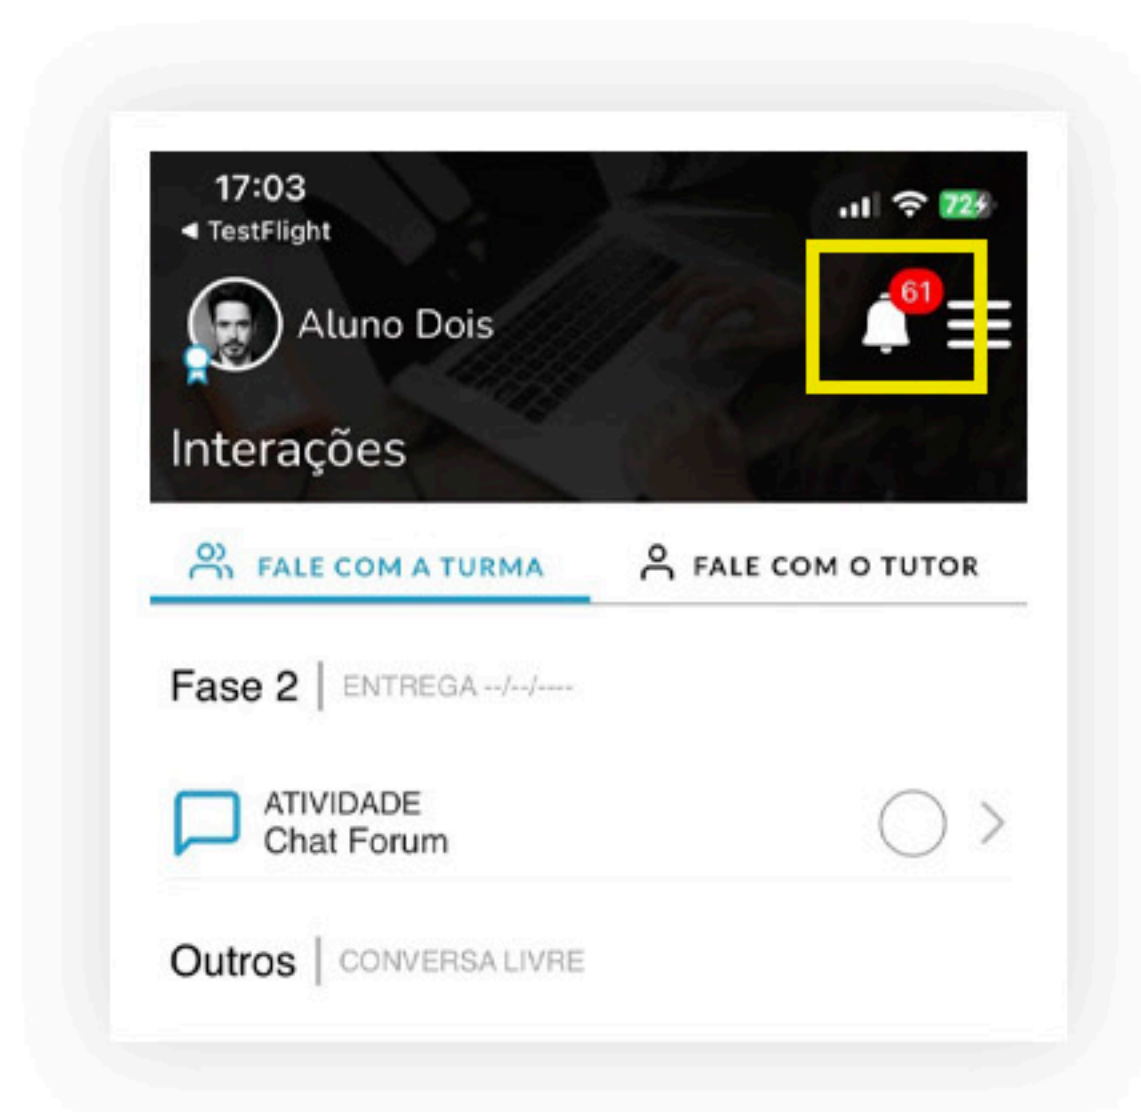 17:03
72
◀ TestFlight
61
Aluno Dois
Interações
FALE COM A TURMA
FALE COM O TUTOR
Fase 2 | ENTREGA --/--/----
ATIVIDADE
Chat Forum
Outros | CONVERSA LIVRE